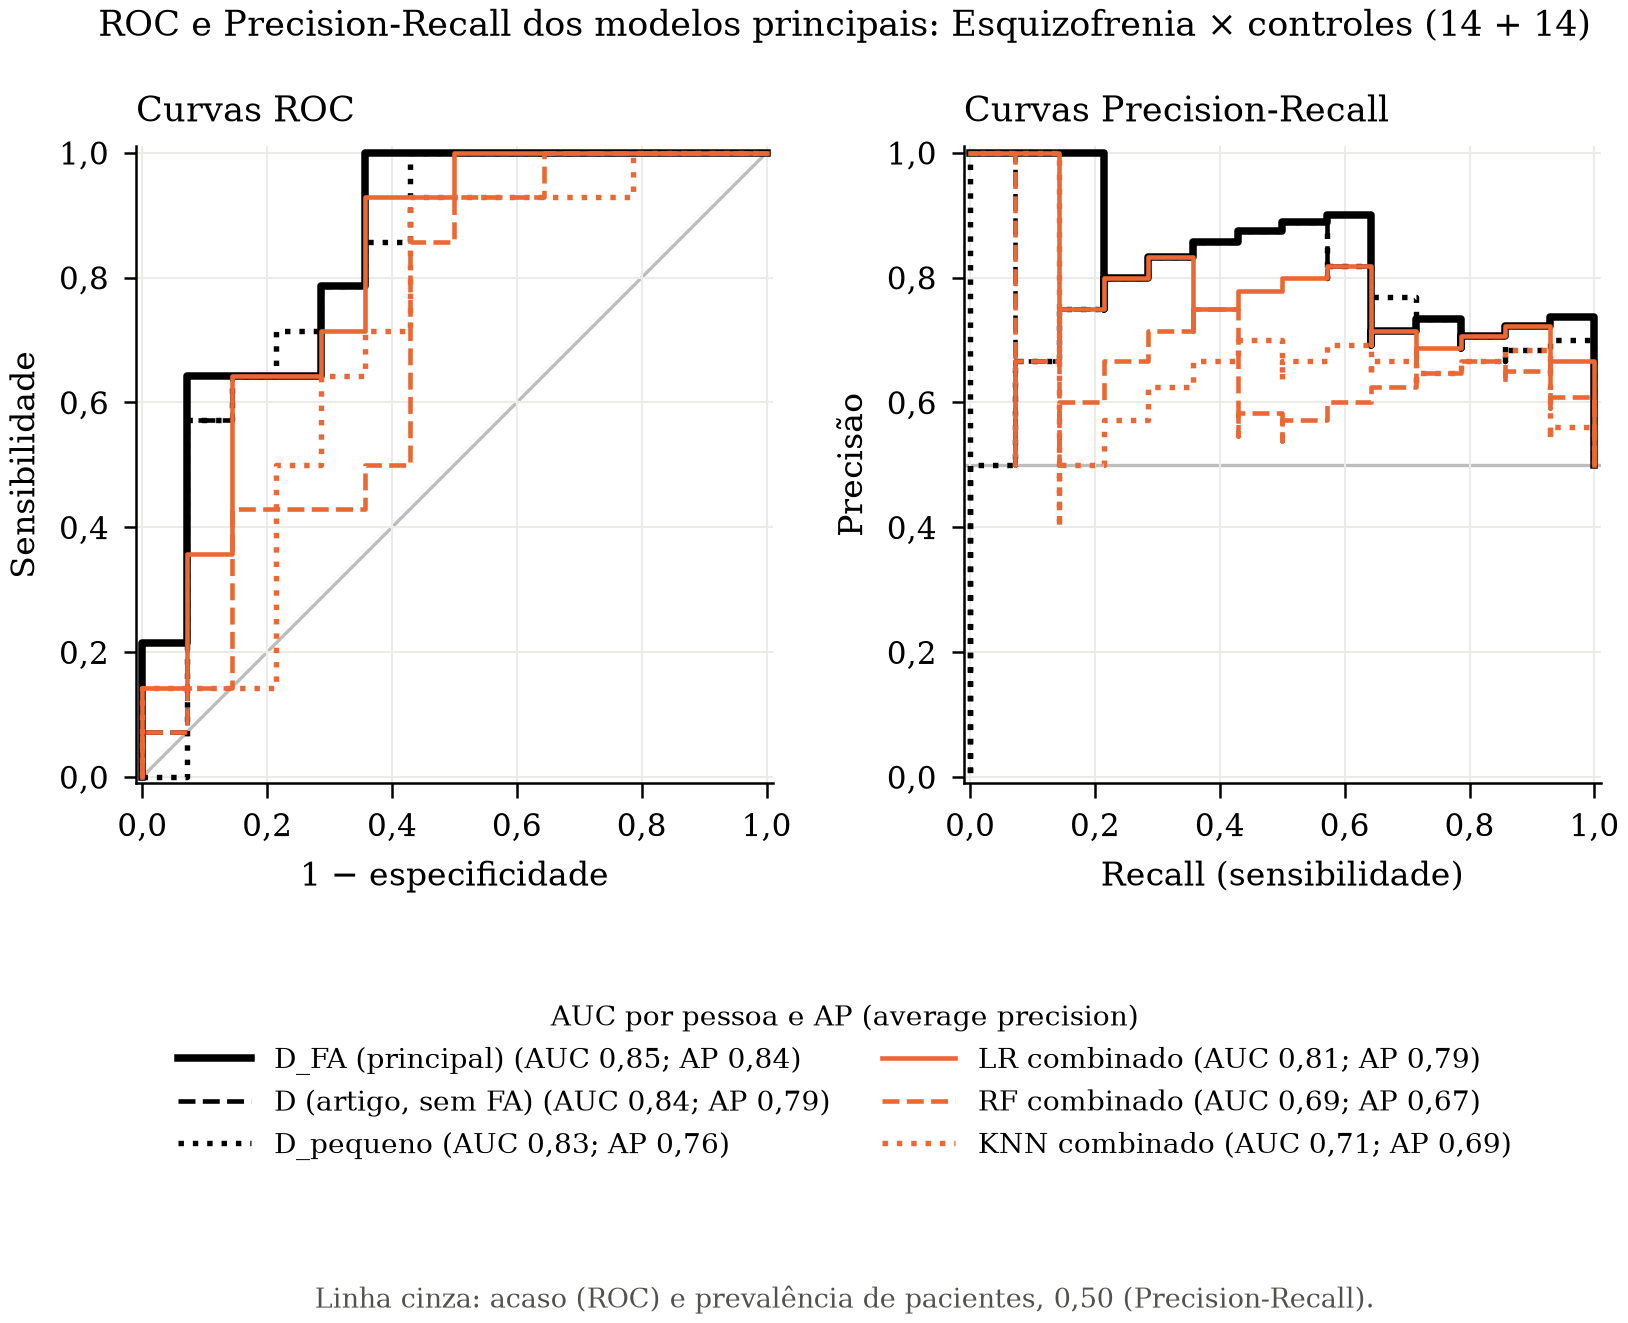 ROC e Precision-Recall dos modelos principais: Esquizofrenia × controles (14 + 14)
Curvas ROC
1,0
0,8
0,6
0,4
0,2
0,0
Sensibilidade
0,0 0,2 0,4 0,6 0,8 1,0
1 − especificidade
Curvas Precision-Recall
1,0
0,8
0,6
0,4
0,2
0,0
Precisão
0,0 0,2 0,4 0,6 0,8 1,0
Recall (sensibilidade)
AUC por pessoa e AP (average precision)
D_FA (principal) (AUC 0,85; AP 0,84)
D (artigo, sem FA) (AUC 0,84; AP 0,79)
D_pequeno (AUC 0,83; AP 0,76)
LR combinado (AUC 0,81; AP 0,79)
RF combinado (AUC 0,69; AP 0,67)
KNN combinado (AUC 0,71; AP 0,69)
Linha cinza: acaso (ROC) e prevalência de pacientes, 0,50 (Precision-Recall).